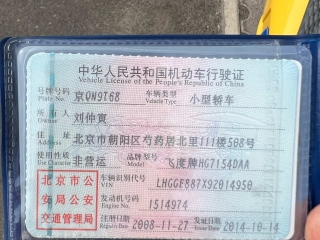 中华人民共和国机动车行驶证
Vehicle License of the People's Republic of China
号牌号码 京QN9T68 车辆类型 小型轿车
Plate No. Vehicle Type
所有人 刘仲寅
Owner
住址 北京市朝阳区芍药居北里111楼508号
Address
使用性质 非营运 品牌型号 飞度牌HG7154DAA
Use Character Model
北京市公安局公安交通管理局
车辆识别代号 LHGGE887X92014950
VIN
发动机号码 1514974
Engine No.
注册日期 2008-11-27 发证日期 2014-10-14
Register Date Issue Date